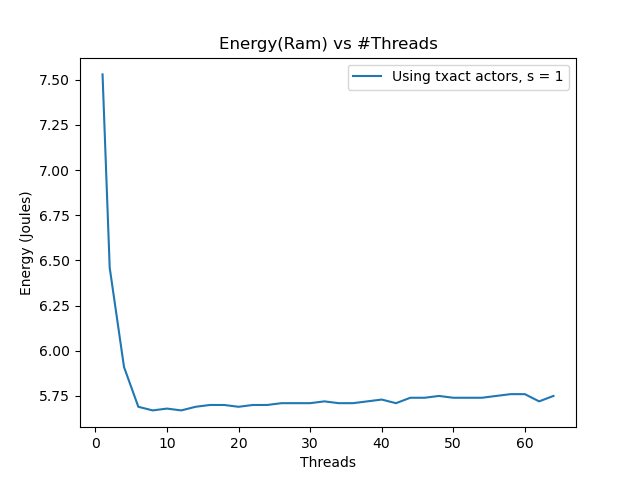 Energy(Ram) vs #Threads
Using txact actors, s = 1
7.50
7.25
7.00
6.75
6.50
6.25
6.00
5.75
Energy (Joules)
0 10 20 30 40 50 60
Threads